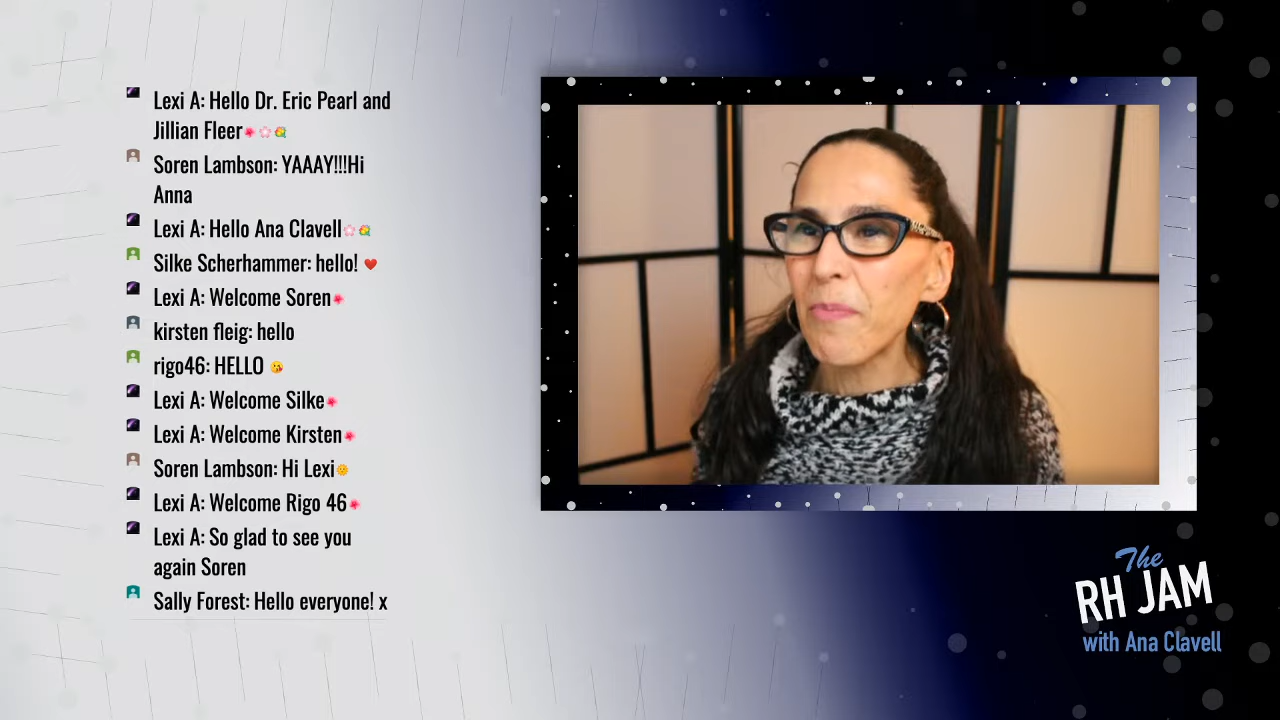 Lexi A: Hello Dr. Eric Pearl and
Jillian Fleer🌺🌸💐
Soren Lambson: YAAAY!!!Hi
Anna
Lexi A: Hello Ana Clavell🌸💐
Silke Scherhammer: hello! ❤️
Lexi A: Welcome Soren🌺
kirsten fleig: hello
rigo46: HELLO 😘
Lexi A: Welcome Silke🌺
Lexi A: Welcome Kirsten🌺
Soren Lambson: Hi Lexi🌼
Lexi A: Welcome Rigo 46🌺
Lexi A: So glad to see you
again Soren
Sally Forest: Hello everyone! x
The
RH JAM
with Ana Clavell